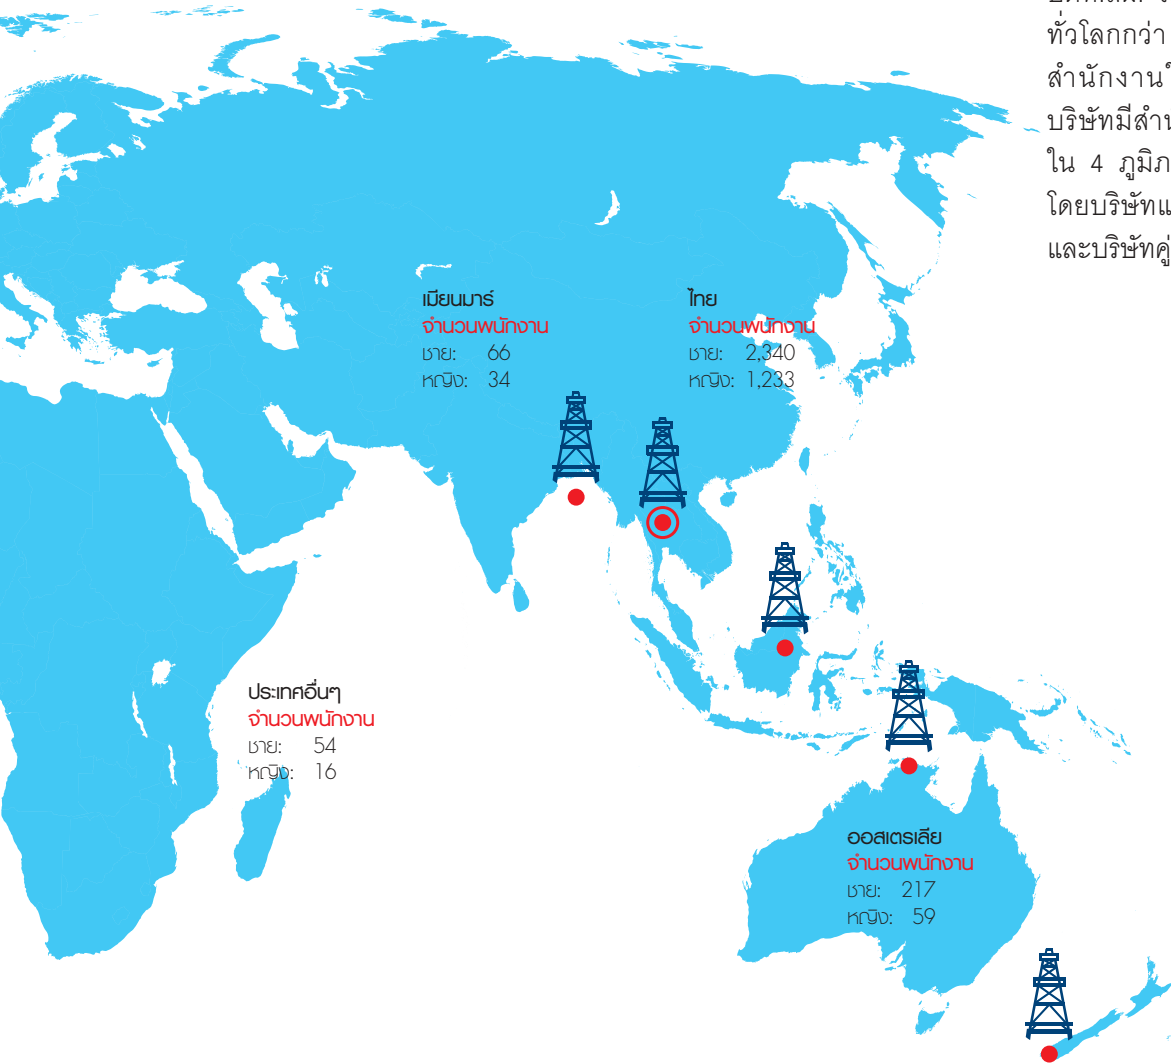 ทั่วโลกกว่า
สำนักงาน
บริษัทมี
ใน 4
โดยบริษัท
และบริษัทคู่
เมียนมาร์
จำนวนพนักงาน
ชาย: 66
หญิง: 34
ไทย
จำนวนพนักงาน
ชาย: 2,340
หญิง: 1,233
ประเทศอื่นๆ
จำนวนพนักงาน
ชาย: 54
หญิง: 16
ออสเตรเลีย
จำนวนพนักงาน
ชาย: 217
หญิง: 59